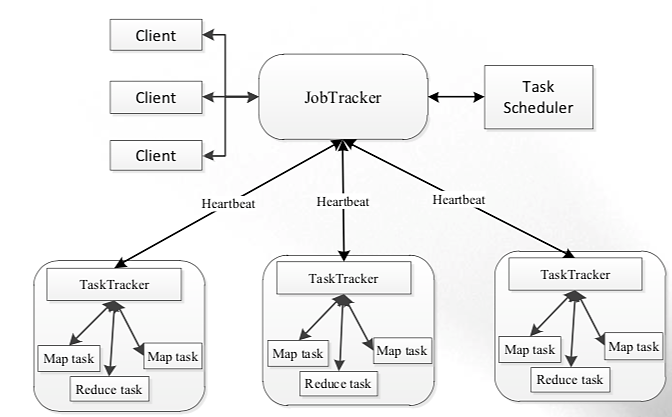 Client
Client
Client
JobTracker
Task
Scheduler
Heartbeat
Heartbeat
Heartbeat
TaskTracker
Map task
Map task
Reduce task
TaskTracker
Map task
Map task
Reduce task
TaskTracker
Map task
Map task
Reduce task